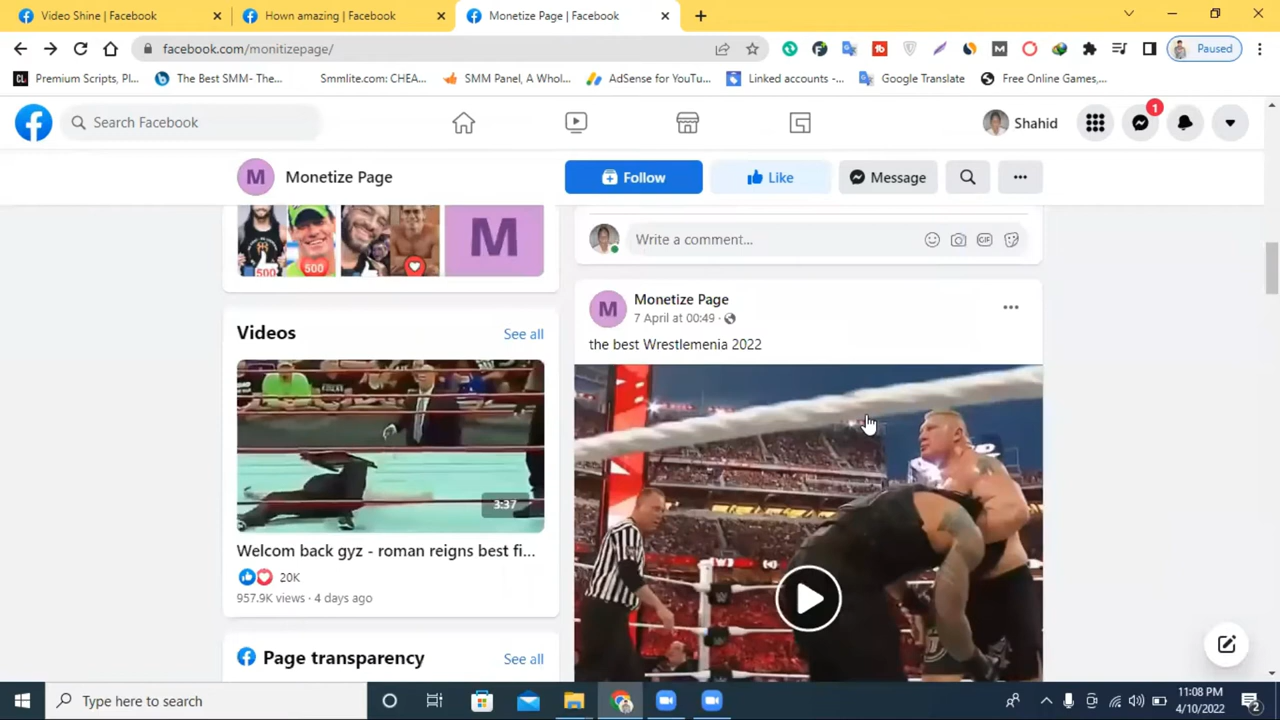 Video Shine | Facebook
Hown amazing | Facebook
Monetize Page | Facebook
facebook.com/monitizepage/
Paused
Premium Scripts, Pl...
The Best SMM- The...
Smmlite.com: CHEA...
SMM Panel, A Whol...
AdSense for YouTu...
Linked accounts -...
Google Translate
Free Online Games,...
Search Facebook
Shahid
1
M
Monetize Page
Follow
Like
Message
500
500
M
Write a comment...
GIF
M
Monetize Page
7 April at 00:49
the best Wrestlemenia 2022
Videos
See all
3:37
Welcom back gyz - roman reigns best fi...
20K
957.9K views · 4 days ago
Page transparency
See all
Type here to search
11:08 PM
4/10/2022
2